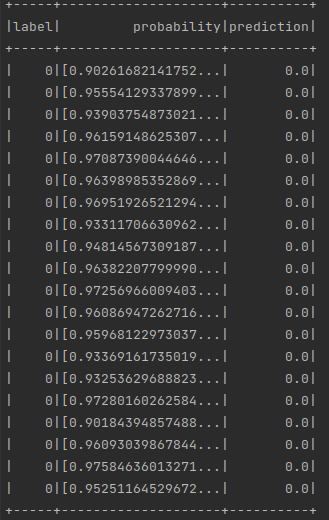 +-----+--------------------+----------+
|label|         probability|prediction|
+-----+--------------------+----------+
|    0|[0.90261682141752...|       0.0|
|    0|[0.95554129337899...|       0.0|
|    0|[0.93903754873021...|       0.0|
|    0|[0.96159148625307...|       0.0|
|    0|[0.97087390044646...|       0.0|
|    0|[0.96398985352869...|       0.0|
|    0|[0.96951926521294...|       0.0|
|    0|[0.93311706630962...|       0.0|
|    0|[0.94814567309187...|       0.0|
|    0|[0.96382207799990...|       0.0|
|    0|[0.97256966009403...|       0.0|
|    0|[0.96086947262716...|       0.0|
|    0|[0.95968122973037...|       0.0|
|    0|[0.93369161735019...|       0.0|
|    0|[0.93253629688823...|       0.0|
|    0|[0.97280160262584...|       0.0|
|    0|[0.90184394857488...|       0.0|
|    0|[0.96093039867844...|       0.0|
|    0|[0.97584636013271...|       0.0|
|    0|[0.95251164529672...|       0.0|
+-----+--------------------+----------+